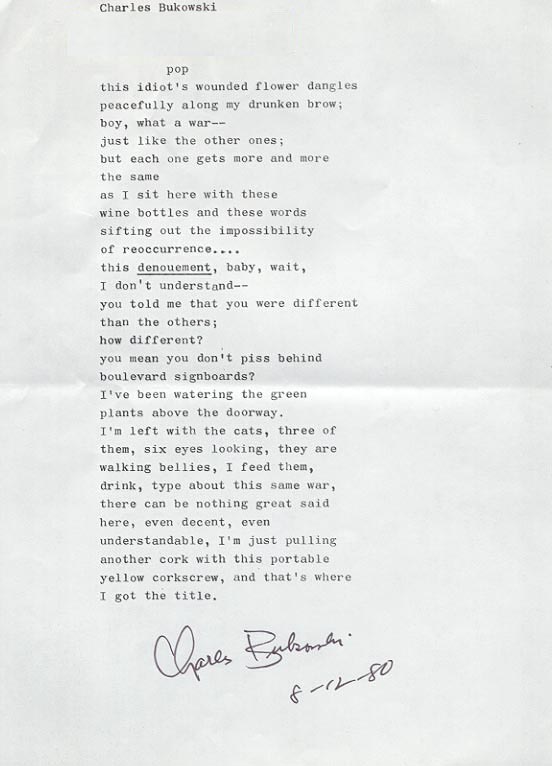 Charles Bukowski
pop
this idiot's wounded flower dangles
peacefully along my drunken brow;
boy, what a war--
just like the other ones;
but each one gets more and more
the same
as I sit here with these
wine bottles and these words
sifting out the impossibility
of reoccurrence....
this denouement, baby, wait,
I don't understand--
you told me that you were different
than the others;
how different?
you mean you don't piss behind
boulevard signboards?
I've been watering the green
plants above the doorway.
I'm left with the cats, three of
them, six eyes looking, they are
walking bellies, I feed them,
drink, type about this same war,
there can be nothing great said
here, even decent, even
understandable, I'm just pulling
another cork with this portable
yellow corkscrew, and that's where
I got the title.
Charles Bukowski
8-12-80